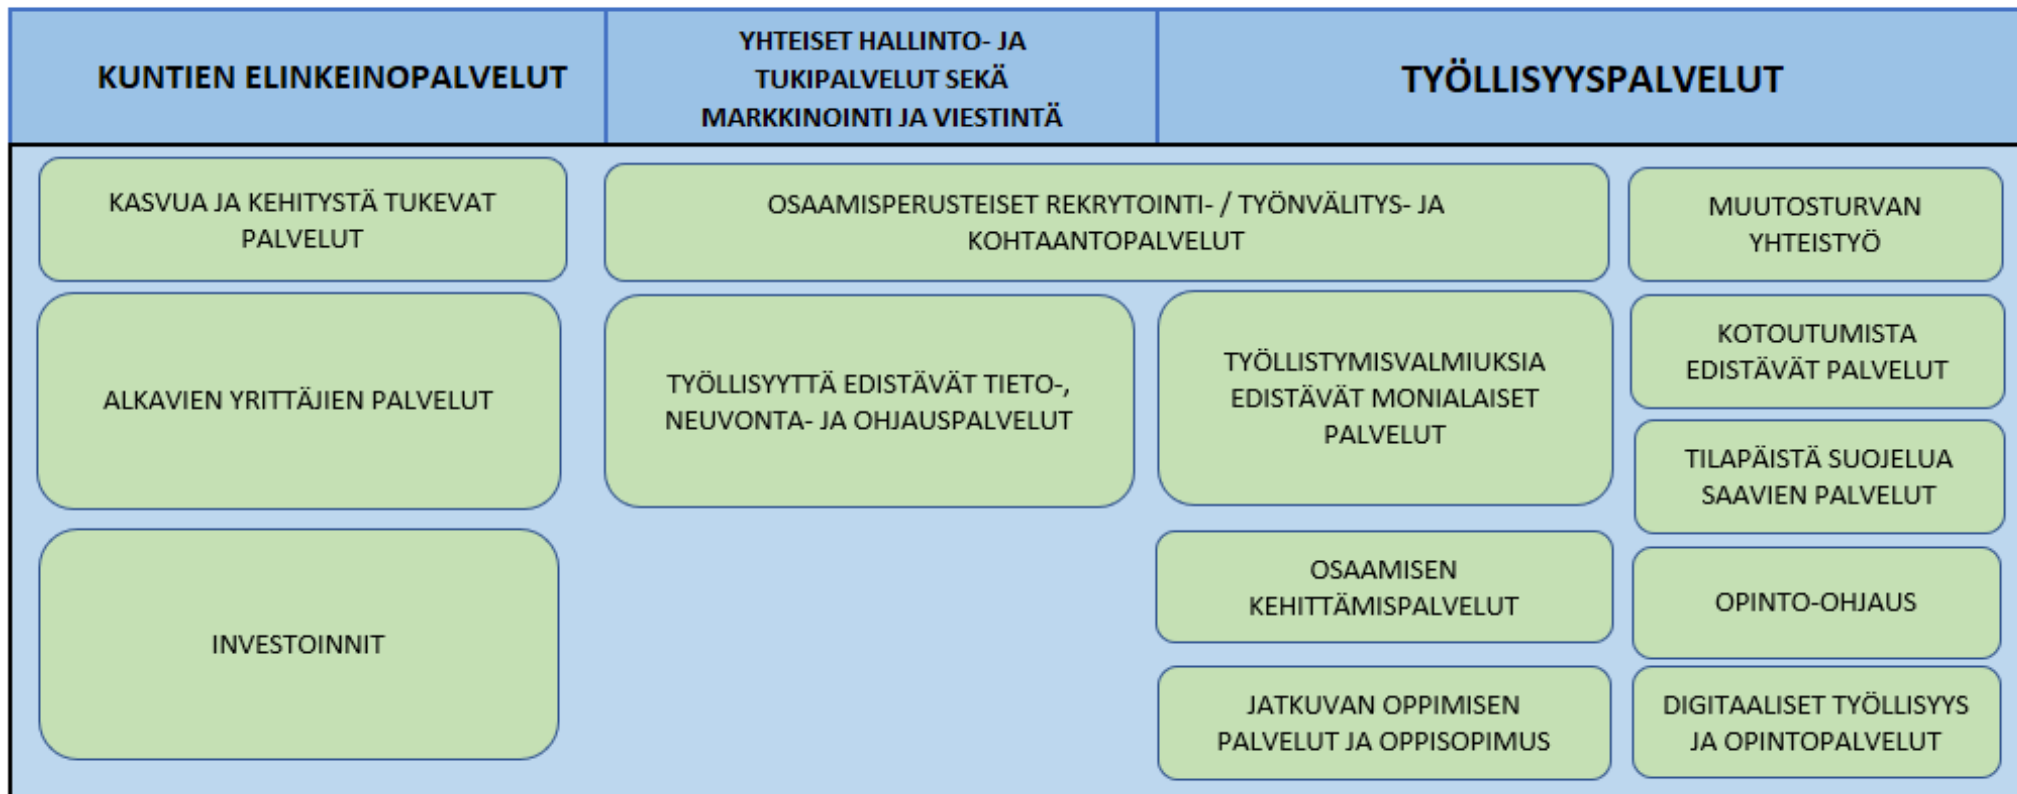 KUNTIEN ELINKEINOPALVELUT
YHTEISET HALLINTO- JA
TUKIPALVELUT SEKÄ
MARKKINOINTI JA VIESTINTÄ
TYÖLLISYYSPALVELUT
KASVUA JA KEHITYSTÄ TUKEVAT
PALVELUT
ALKAVIEN YRITTÄJIEN PALVELUT
INVESTOINNIT
OSAAMISPERUSTEISET REKRYTOINTI- / TYÖNVÄLITYS- JA
KOHTAANTOPALVELUT
TYÖLLISYYTTÄ EDISTÄVÄT TIETO-,
NEUVONTA- JA OHJAUSPALVELUT
TYÖLLISTYMISVALMIUKSIA
EDISTÄVÄT MONIALAISET
PALVELUT
OSAAMISEN
KEHITTÄMISPALVELUT
JATKUVAN OPPIMISEN
PALVELUT JA OPPISOPIMUS
MUUTOSTURVAN
YHTEISTYÖ
KOTOUTUMISTA
EDISTÄVÄT PALVELUT
TILAPÄISTÄ SUOJELUA
SAAVIEN PALVELUT
OPINTO-OHJAUS
DIGITAALISET TYÖLLISYYS
JA OPINTOPALVELUT